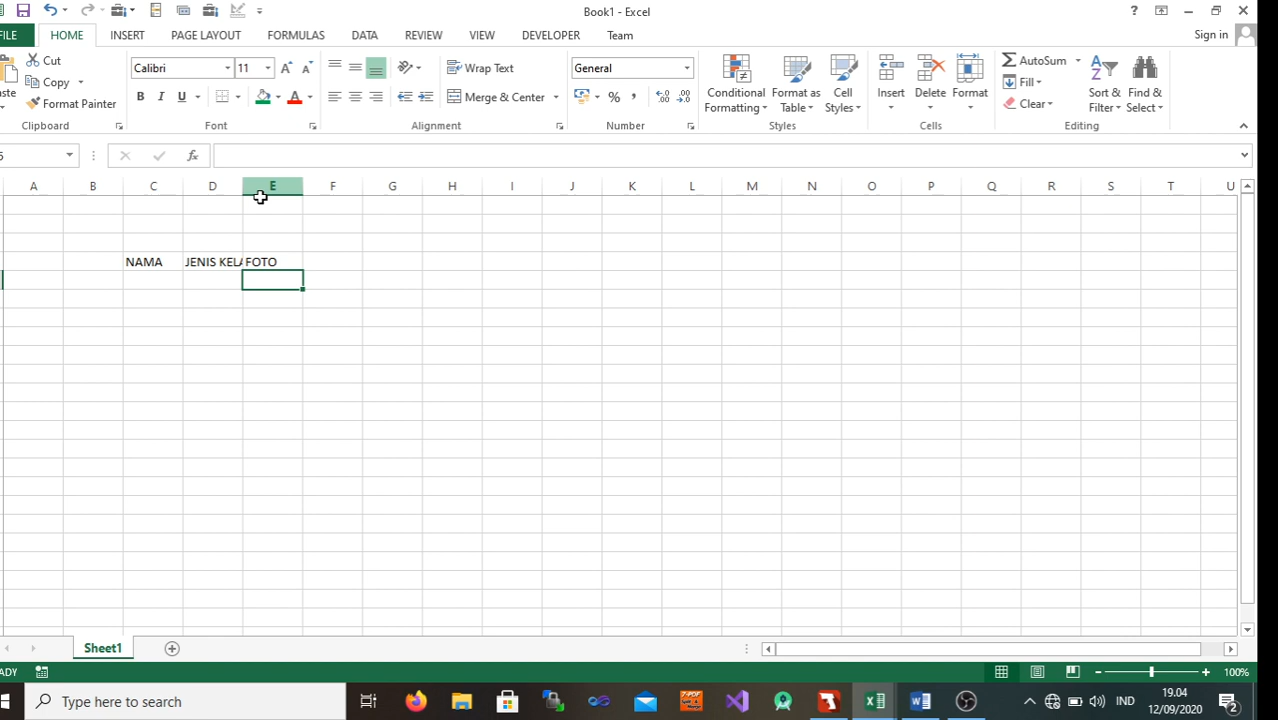 Book1 - Excel
?
FILE
HOME
INSERT
PAGE LAYOUT
FORMULAS
DATA
REVIEW
VIEW
DEVELOPER
Team
Sign in
Cut
Copy
Format Painter
Clipboard
Calibri
11
B I U
A
Font
Wrap Text
Merge & Center
Alignment
General
%
Number
Conditional Formatting
Format as Table
Cell Styles
Styles
Insert
Delete
Format
Cells
AutoSum
Fill
Clear
Sort & Filter
Find & Select
Editing
fx
A B C D E F G H I J K L M N O P Q R S T U
NAMA JENIS KELA FOTO
Sheet1
100%
Type here to search
IND
19.04
12/09/2020
2